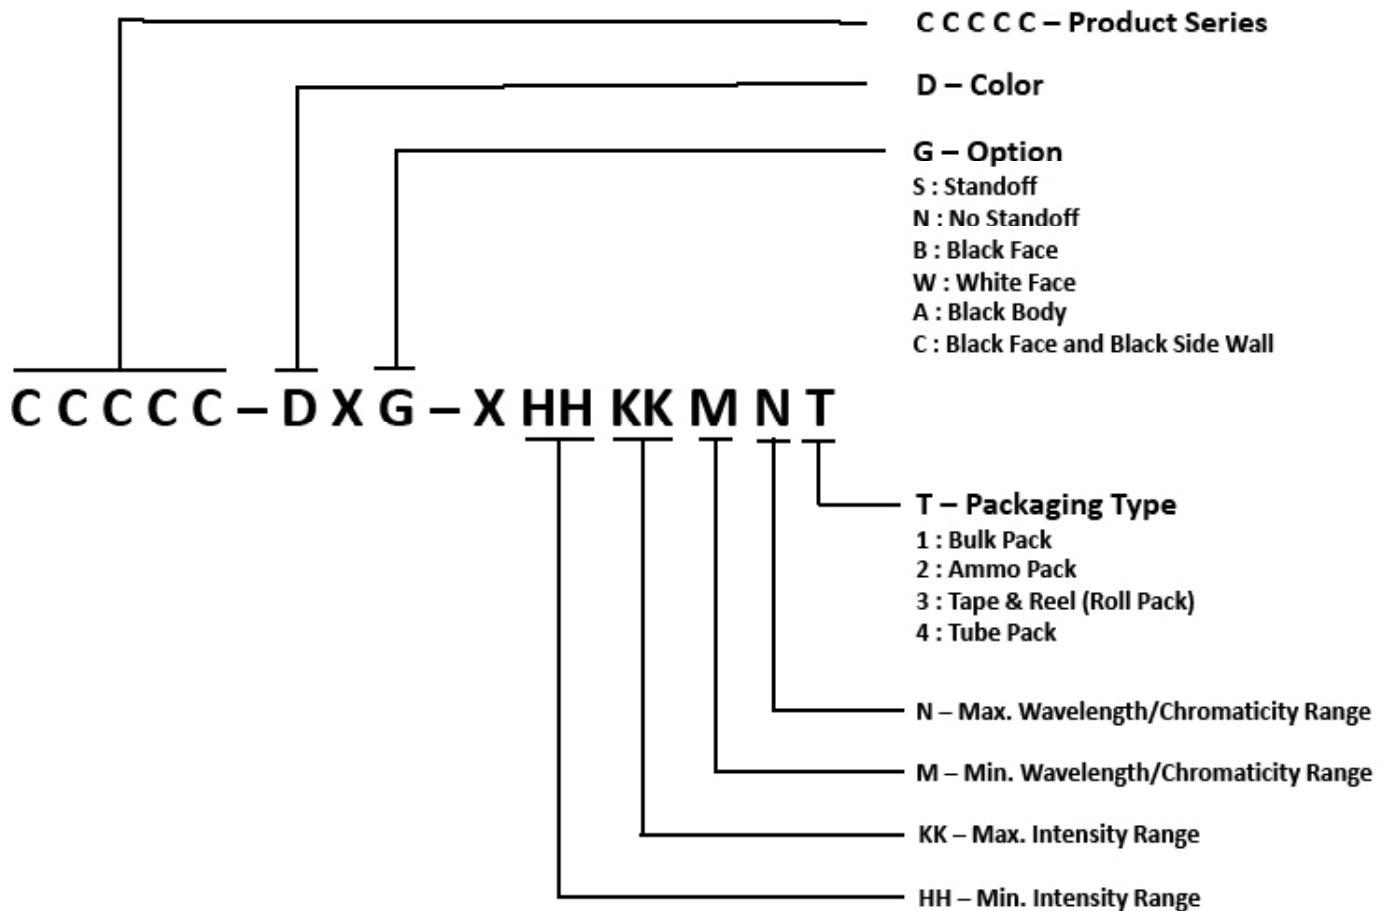 C C C C C – Product Series
D – Color
G – Option
S : Standoff
N : No Standoff
B : Black Face
W : White Face
A : Black Body
C : Black Face and Black Side Wall
C C C C C – D X G – X HH KK M N T
T – Packaging Type
1 : Bulk Pack
2 : Ammo Pack
3 : Tape & Reel (Roll Pack)
4 : Tube Pack
N – Max. Wavelength/Chromaticity Range
M – Min. Wavelength/Chromaticity Range
KK – Max. Intensity Range
HH – Min. Intensity Range